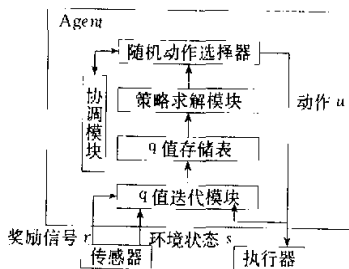 Agent
随机动作选择器
协调模块
策略求解模块
动作 u
q 值存储表
q 值迭代模块
奖励信号 r
环境状态 s
传感器
执行器